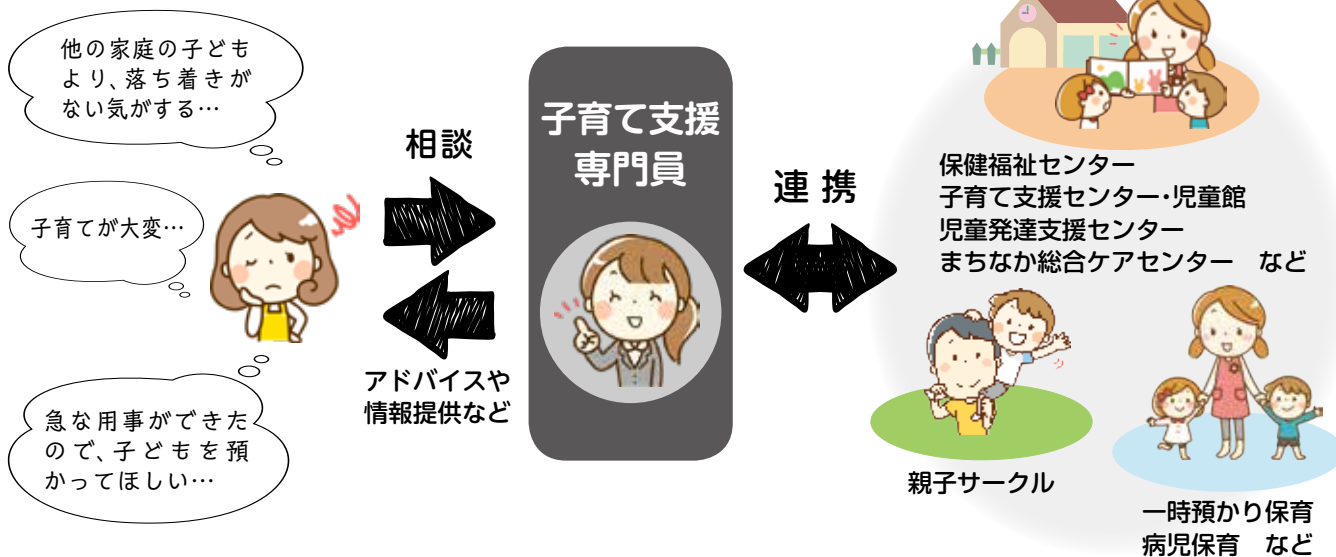 他の家庭の子ども
より、落ち着きが
ない気がする…
子育てが大変…
急な用事ができた
ので、子どもを預
かってほしい…
相談
アドバイスや
情報提供など
子育て支援
専門員
連携
保健福祉センター
子育て支援センター・児童館
児童発達支援センター
まちなか総合ケアセンター　など
親子サークル
一時預かり保育
病児保育　など